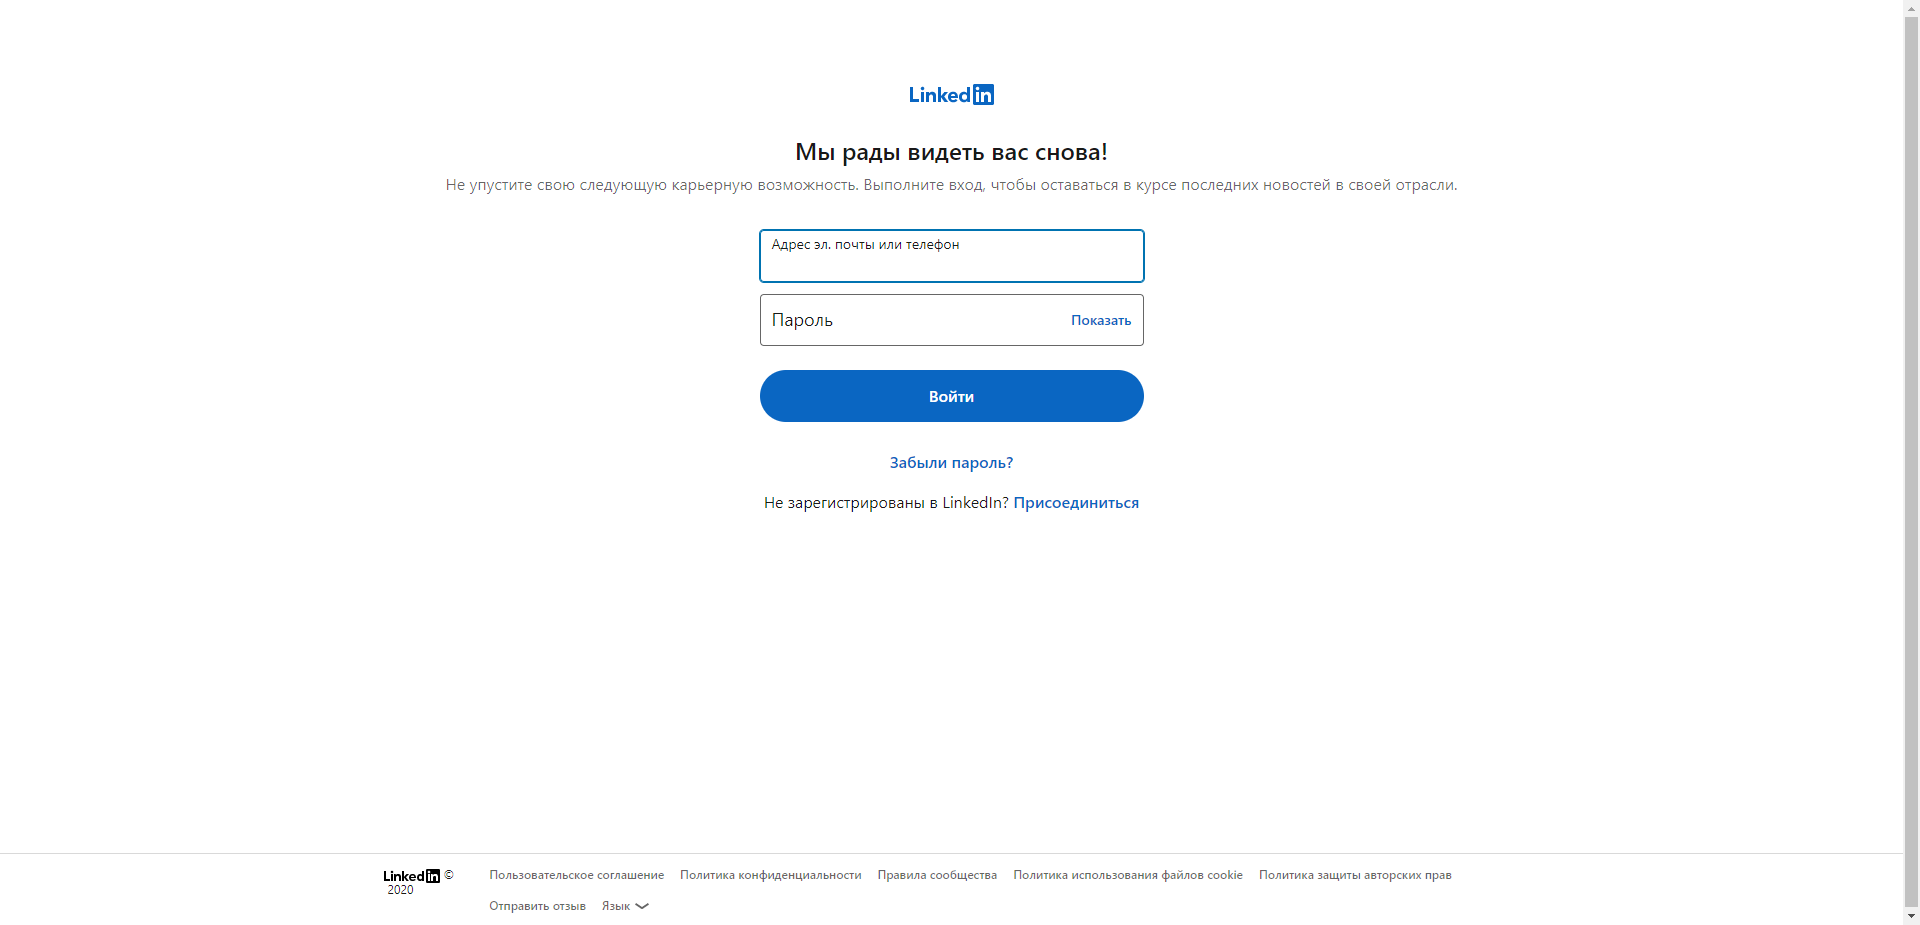 Linkedin
Мы рады видеть вас снова!
Не упустите свою следующую карьерную возможность. Выполните вход, чтобы оставаться в курсе последних новостей в своей отрасли.
Адрес эл. почты или телефон
Пароль Показать
Войти
Забыли пароль?
Не зарегистрированы в LinkedIn? Присоединиться
Linkedin © Пользовательское соглашение Политика конфиденциальности Правила сообщества Политика использования файлов cookie Политика защиты авторских прав
2020
Отправить отзыв Язык